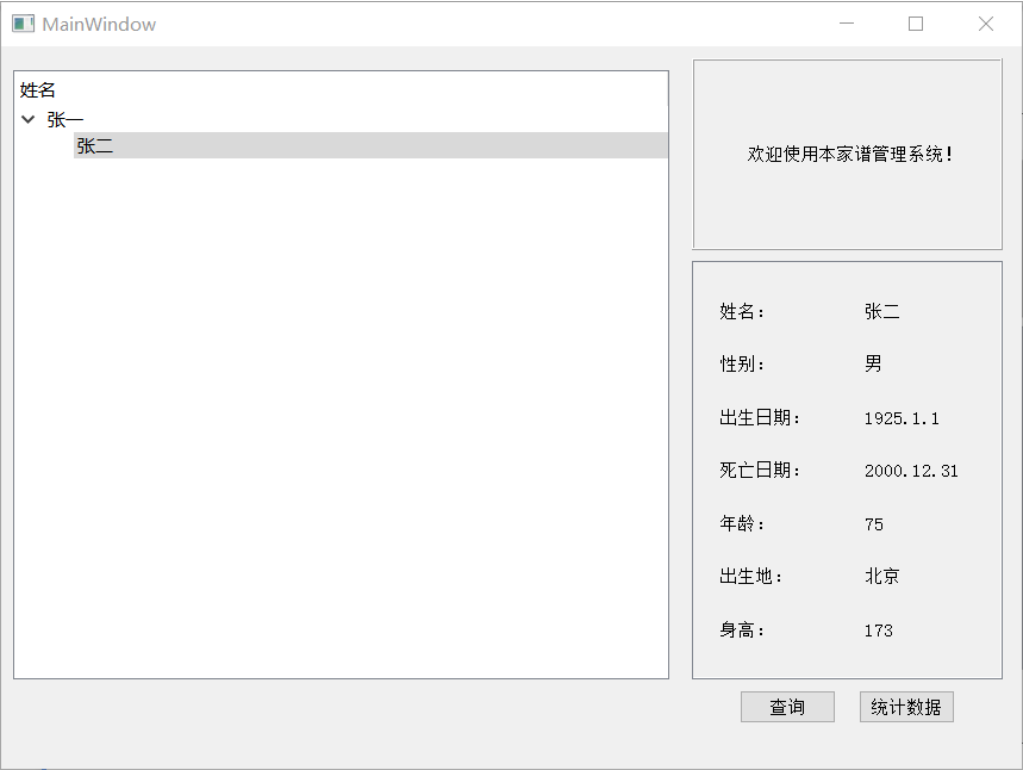 MainWindow
姓名
张一
张二
欢迎使用本家谱管理系统!
姓名: 张二
性别: 男
出生日期: 1925.1.1
死亡日期: 2000.12.31
年龄: 75
出生地: 北京
身高: 173
查询 统计数据